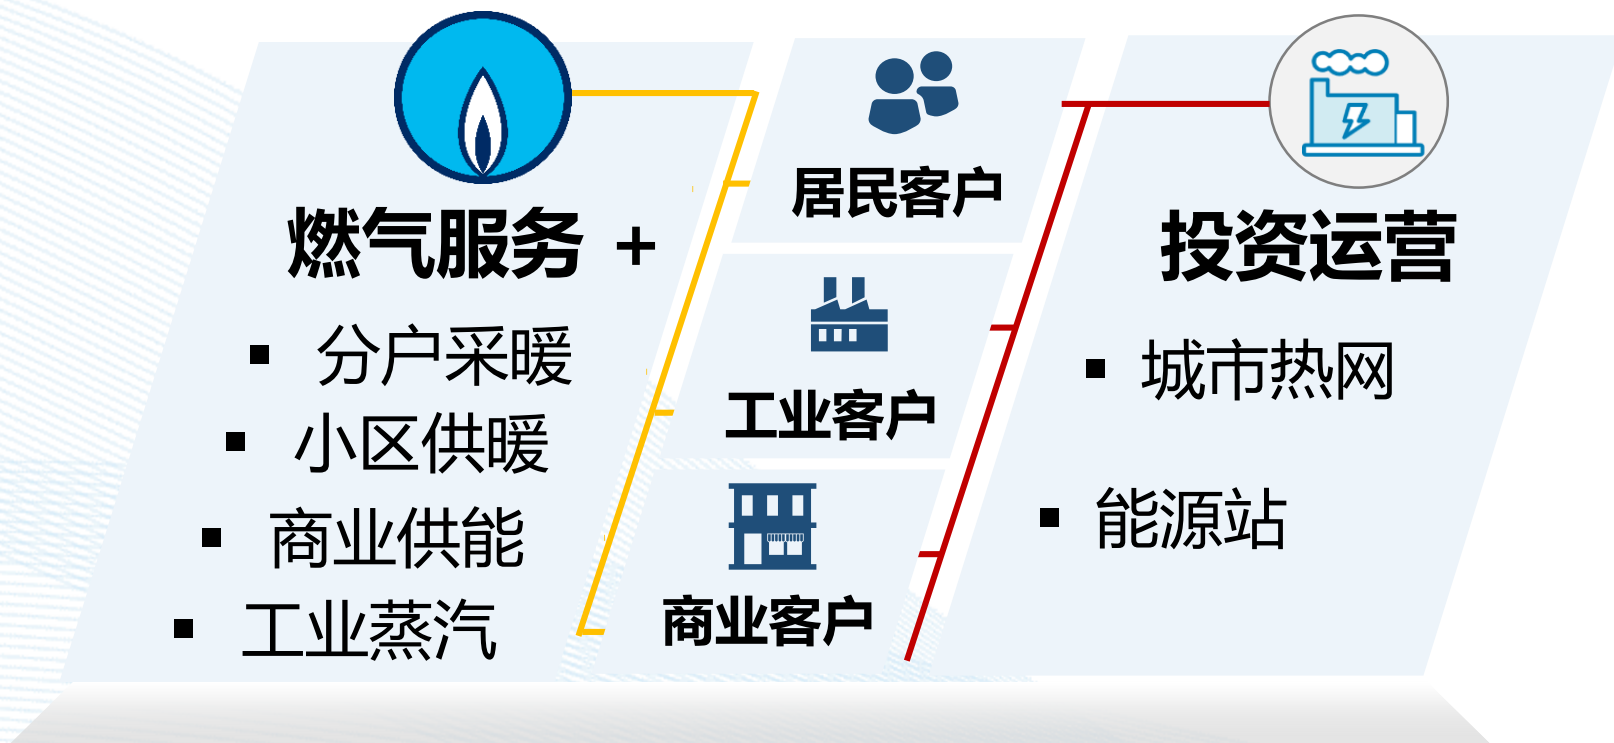 燃气服务 +
分户采暖
小区供暖
商业供能
工业蒸汽
居民客户
工业客户
商业客户
投资运营
城市热网
能源站